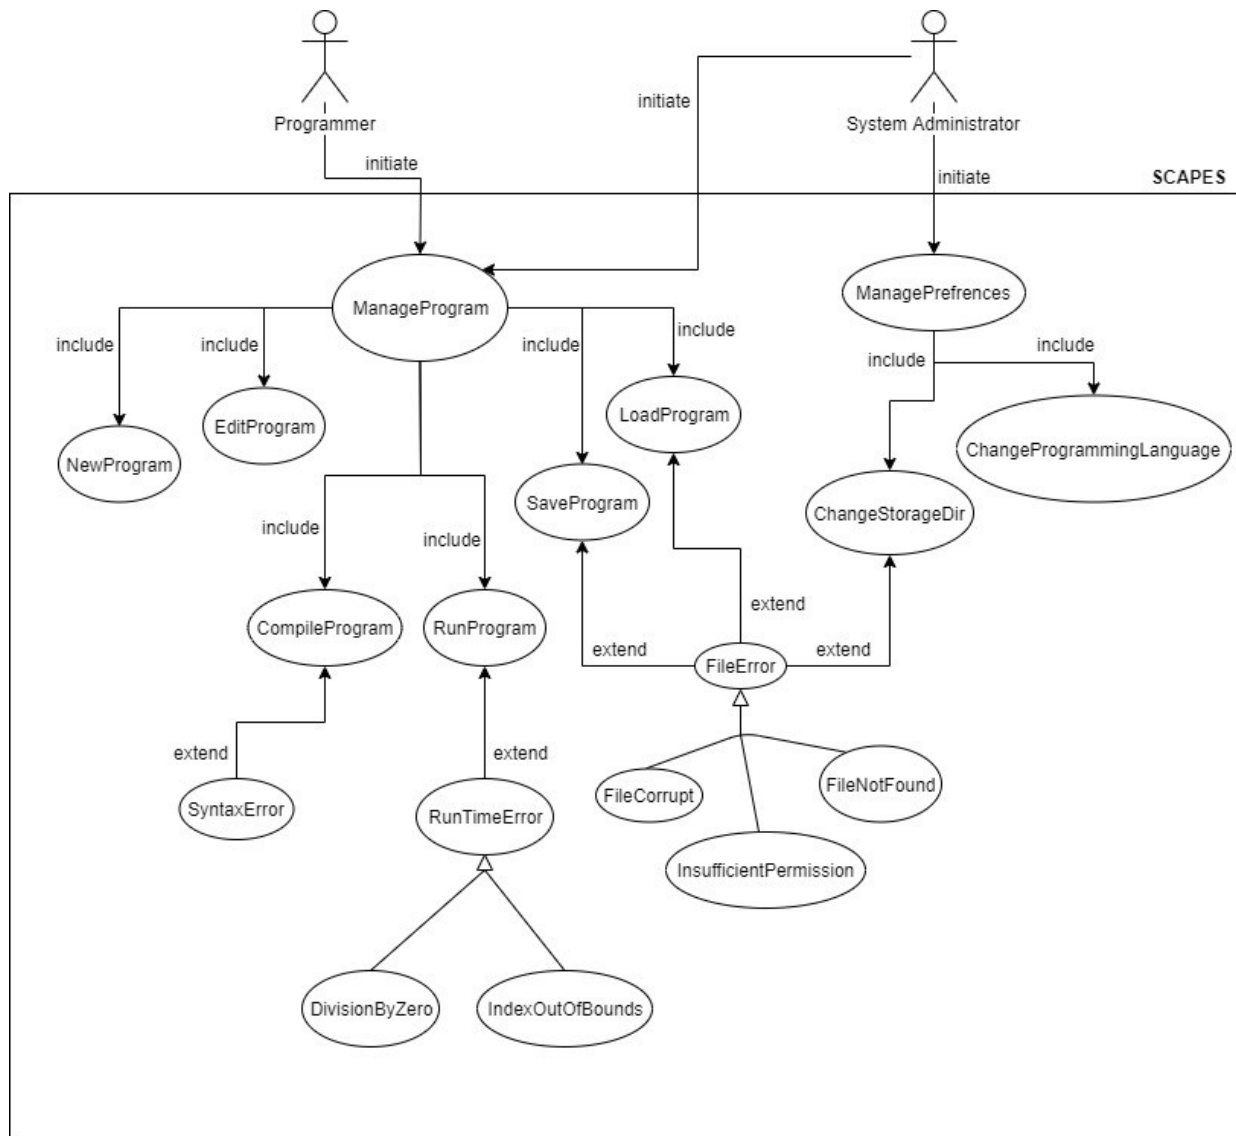 Programmer
System Administrator
initiate
initiate
initiate
SCAPES
ManageProgram
ManagePrefrences
include
include
include
include
include
include
LoadProgram
EditProgram
ChangeProgrammingLanguage
NewProgram
SaveProgram
ChangeStorageDir
include
include
extend
CompileProgram
RunProgram
extend
extend
FileError
extend
extend
FileNotFound
FileCorrupt
SyntaxError
RunTimeError
InsufficientPermission
DivisionByZero
IndexOutOfBounds